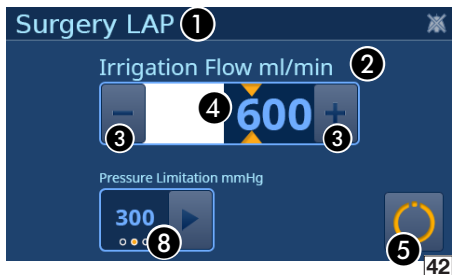 Surgery LAP 1
Irrigation Flow ml/min 2
− 4 600 +
3 3
Pressure Limitation mmHg
300
8 5
42